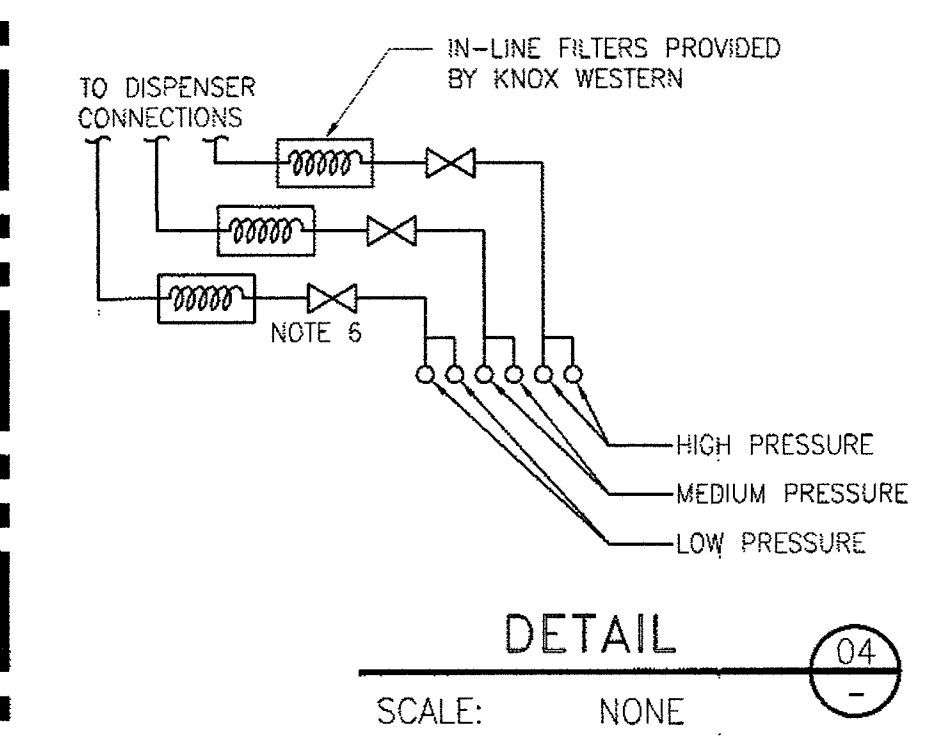 IN-LINE FILTERS PROVIDED
BY KNOX WESTERN
TO DISPENSER
CONNECTIONS
NOTE 6
HIGH PRESSURE
MEDIUM PRESSURE
LOW PRESSURE
DETAIL
04
-
SCALE: NONE